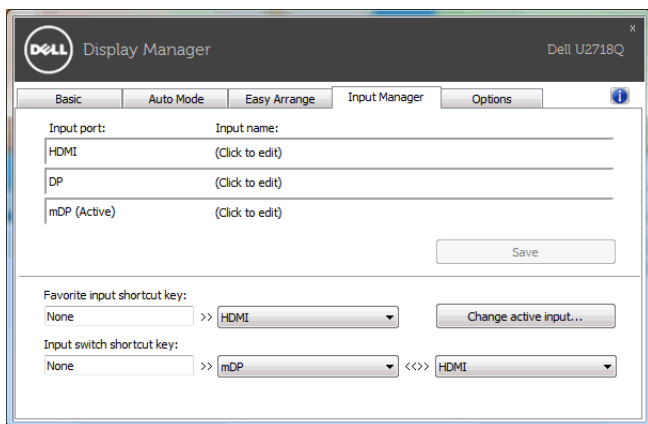 x
DELL Display Manager Dell U2718Q
Basic Auto Mode Easy Arrange Input Manager Options i
Input port: Input name:
HDMI (Click to edit)
DP (Click to edit)
mDP (Active) (Click to edit)
Save
Favorite input shortcut key:
None >> HDMI Change active input...
Input switch shortcut key:
None >> mDP <<>> HDMI